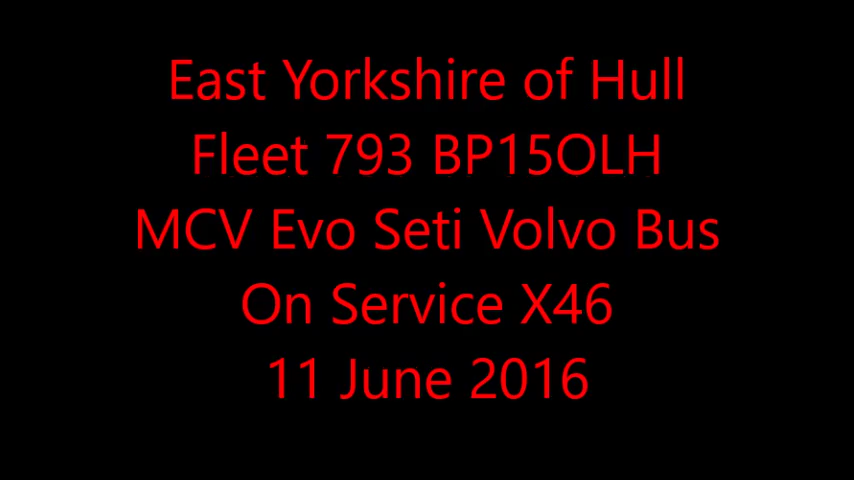 East Yorkshire of Hull
Fleet 793 BP15OLH
MCV Evo Seti Volvo Bus
On Service X46
11 June 2016